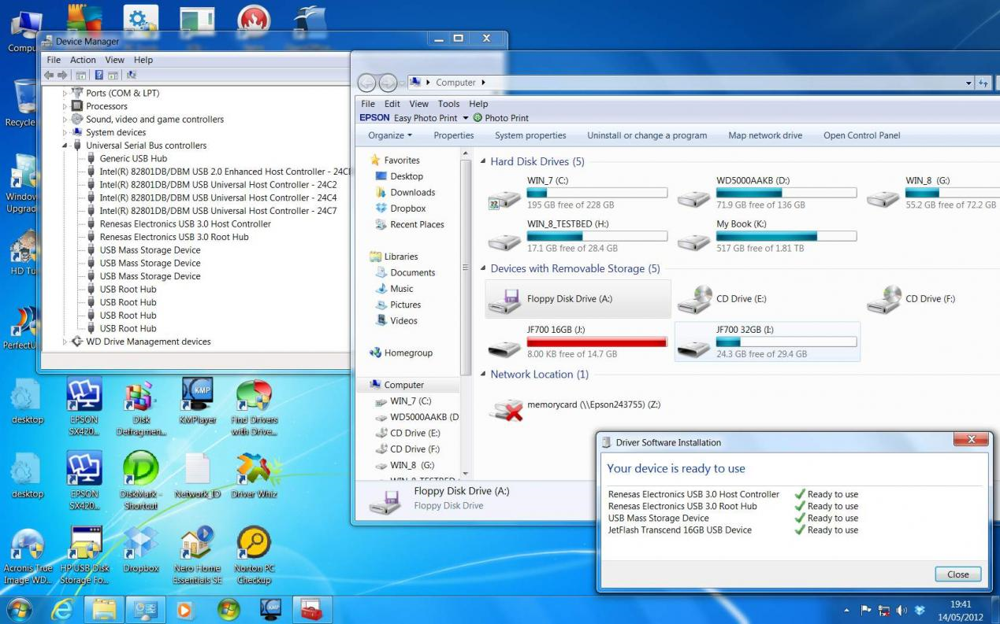 Device Manager
File Action View Help
Ports (COM & LPT)
Processors
Sound, video and game controllers
System devices
Universal Serial Bus controllers
Generic USB Hub
Intel(R) 82801DB/DBM USB 2.0 Enhanced Host Controller -
Intel(R) 82801DB/DBM USB Universal Host Controller - 24C2
Intel(R) 82801DB/DBM USB Universal Host Controller - 24C4
Intel(R) 82801DB/DBM USB Universal Host Controller - 24C7
Renesas Electronics USB 3.0 Host Controller
Renesas Electronics USB 3.0 Root Hub
USB Mass Storage Device
USB Mass Storage Device
USB Mass Storage Device
USB Root Hub
USB Root Hub
USB Root Hub
USB Root Hub
WD Drive Management devices
Computer
File Edit View Tools Help
EPSON Easy Photo Print Photo Print
Organize Properties System properties Uninstall or change a program Map network drive Open Control Panel
Favorites
Desktop
Downloads
Dropbox
Recent Places
Libraries
Documents
Music
Pictures
Videos
Homegroup
Computer
WIN_7 (C:)
WD5000AAKB (D
CD Drive (E:)
CD Drive (F:)
WIN_8 (G:)
WIN_8_TESTBED
Hard Disk Drives (5)
WIN_7 (C:)
195 GB free of 228 GB
WD5000AAKB (D:)
71.9 GB free of 136 GB
WIN_8 (G:)
55.2 GB free of 72.2 GB
WIN_8_TESTBED (H:)
17.1 GB free of 28.4 GB
My Book (K:)
517 GB free of 1.81 TB
Devices with Removable Storage (5)
Floppy Disk Drive (A:)
CD Drive (E:)
CD Drive (F:)
JF700 16GB (J:)
8.00 KB free of 14.7 GB
JF700 32GB (I:)
24.3 GB free of 29.4 GB
Network Location (1)
memorycard (\\Epson243755) (Z:)
Floppy Disk Drive (A:)
Floppy Disk Drive
Driver Software Installation
Your device is ready to use
Renesas Electronics USB 3.0 Host Controller Ready to use
Renesas Electronics USB 3.0 Root Hub Ready to use
USB Mass Storage Device Ready to use
JetFlash Transcend 16GB USB Device Ready to use
Close
Compu
Recycle
Window
Upgrad
HD Tu
PerfectU
desktop
EPSON
SX420...
Disk
Defragmen...
KMPlayer
KMP
Find Drivers
with Drive...
desktop
EPSON
SX420...
DiskMark -
Shortcut
Network_ID
Driver Whiz
Acronis True
Image WD...
HP USB Disk
Storage Fo...
Dropbox
Nero Home
Essentials SE
Norton PC
Checkup
KMP
19:41
14/05/2012